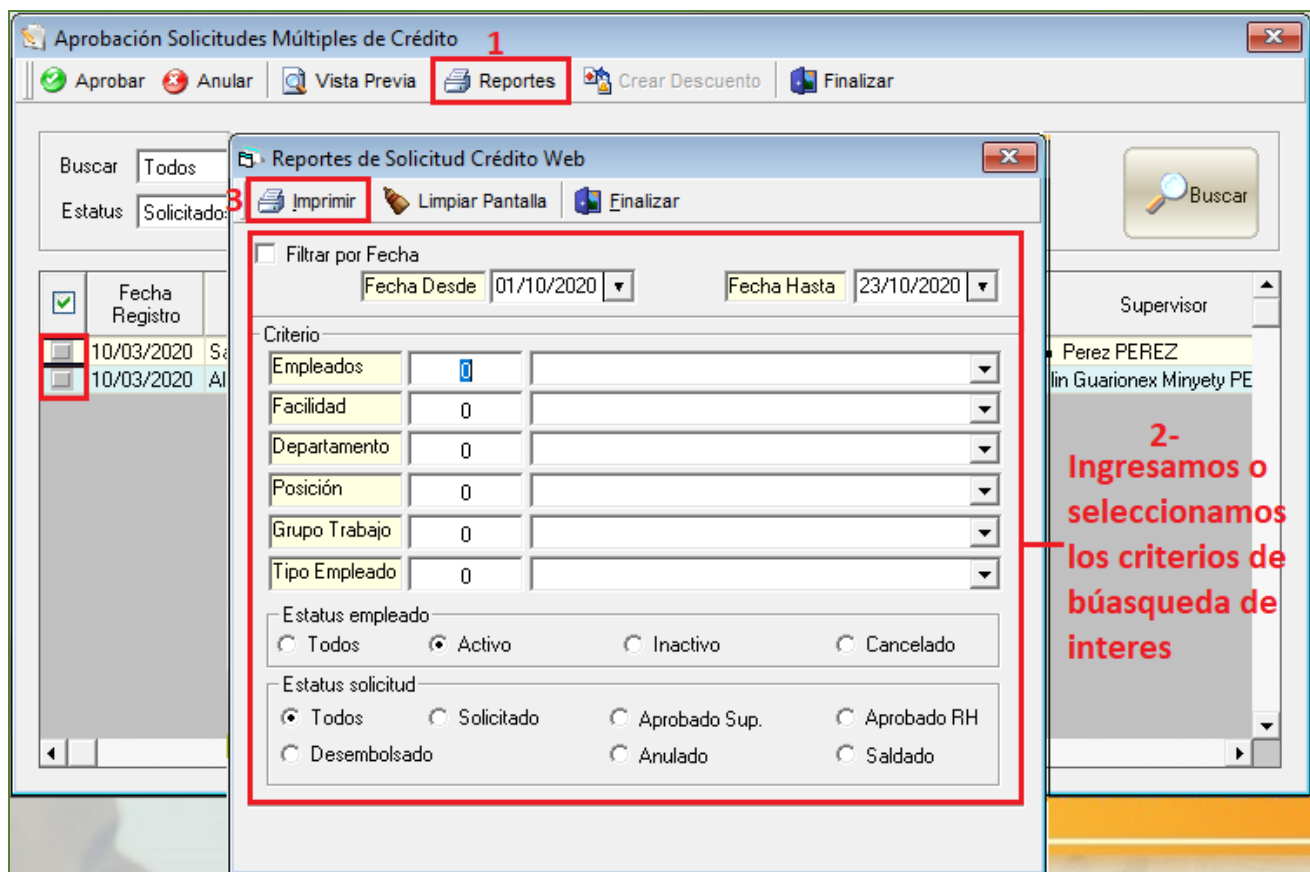 Aprobación Solicitudes Múltiples de Crédito
1
Aprobar Anular Vista Previa Reportes Crear Descuento Finalizar
Buscar Todos
Estatus Solicitado
Buscar
Fecha Registro
Supervisor
10/03/2020
Perez PEREZ
10/03/2020 Al
lin Guarionex Minyety PE
Reportes de Solicitud Crédito Web
3
Imprimir Limpiar Pantalla Finalizar
Filtrar por Fecha
Fecha Desde 01/10/2020 Fecha Hasta 23/10/2020
Criterio
Empleados 0
Facilidad 0
Departamento 0
Posición 0
Grupo Trabajo 0
Tipo Empleado 0
Estatus empleado
Todos Activo Inactivo Cancelado
Estatus solicitud
Todos Solicitado Aprobado Sup. Aprobado RH
Desembolsado Anulado Saldado
2-
Ingresamos o
seleccionamos
los criterios de
búasqueda de
interes